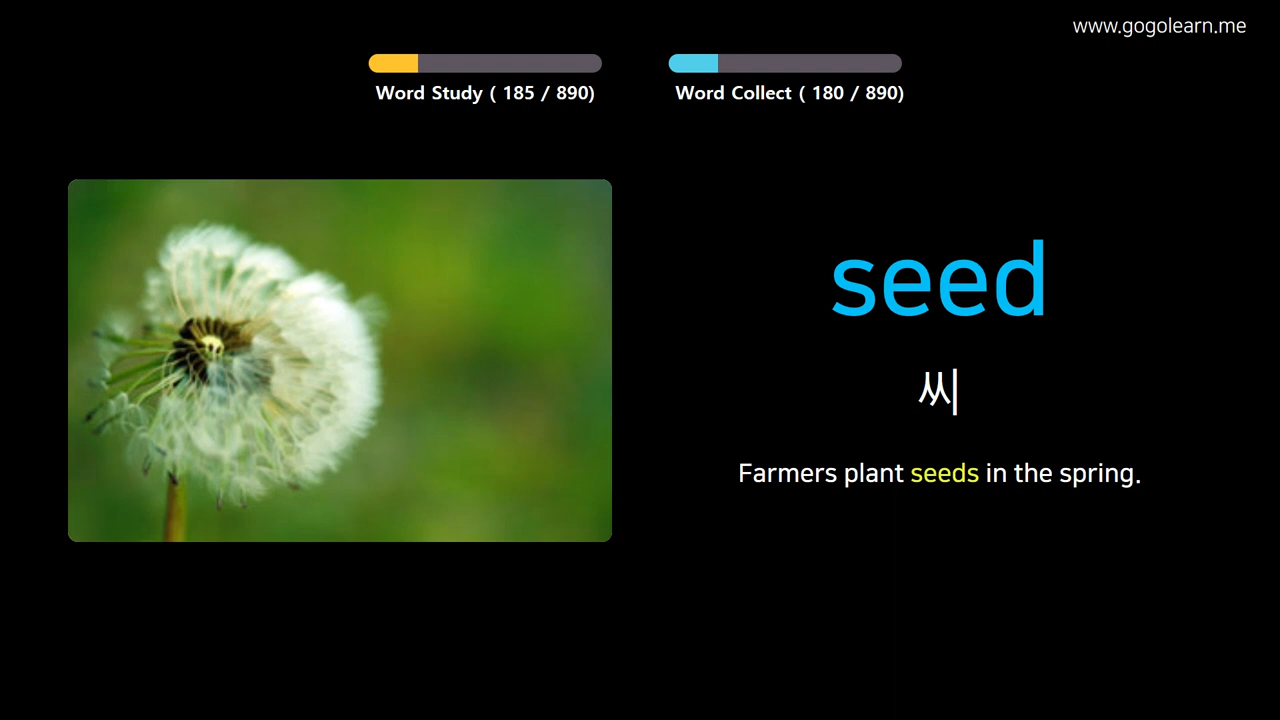 www.gogolearn.me
Word Study ( 185 / 890)
Word Collect ( 180 / 890)
seed
씨
Farmers plant seeds in the spring.